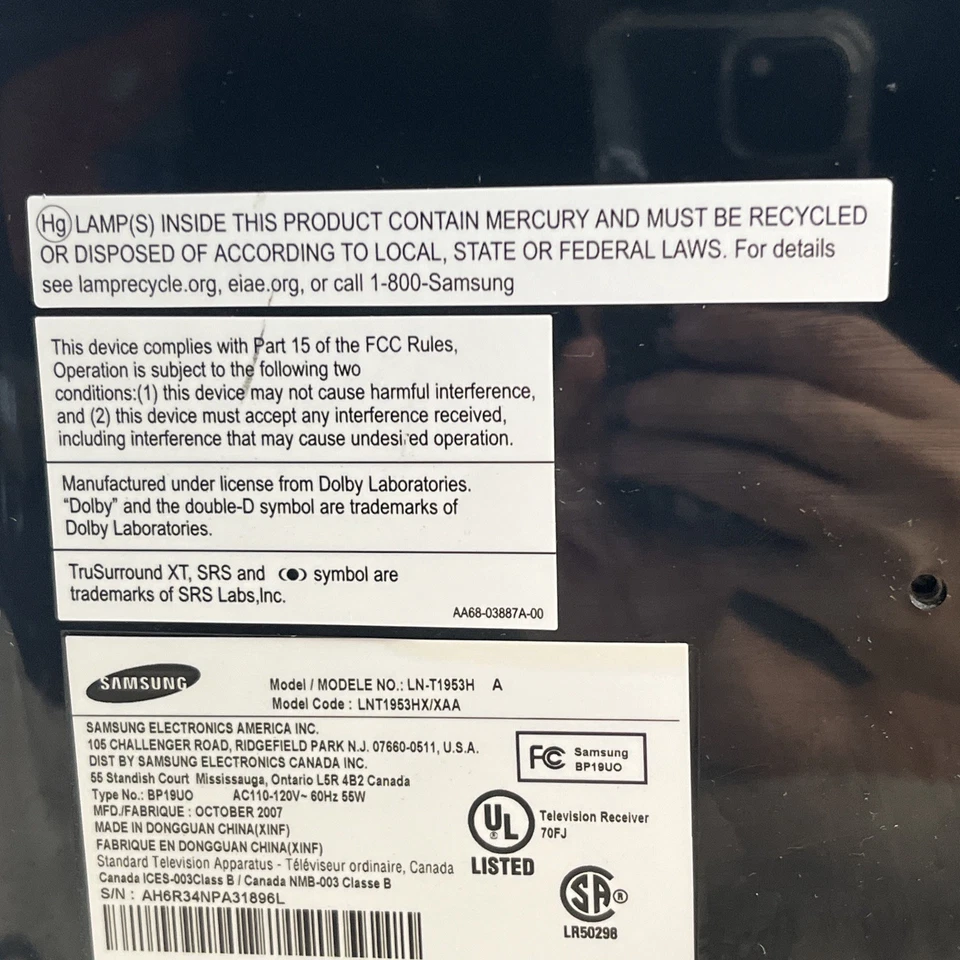 Hg LAMP(S) INSIDE THIS PRODUCT CONTAIN MERCURY AND MUST BE RECYCLED
OR DISPOSED OF ACCORDING TO LOCAL, STATE OR FEDERAL LAWS. For details
see lamprecycle.org, eiae.org, or call 1-800-Samsung
This device complies with Part 15 of the FCC Rules,
Operation is subject to the following two
conditions:(1) this device may not cause harmful interference,
and (2) this device must accept any interference received,
including interference that may cause undesired operation.
Manufactured under license from Dolby Laboratories.
“Dolby” and the double-D symbol are trademarks of
Dolby Laboratories.
TruSurround XT, SRS and (●) symbol are
trademarks of SRS Labs,Inc.
AA68-03887A-00
SAMSUNG
Model / MODELE NO.: LN-T1953H A
Model Code : LNT1953HX/XAA
SAMSUNG ELECTRONICS AMERICA INC.
105 CHALLENGER ROAD, RIDGEFIELD PARK N.J. 07660-0511, U.S.A.
DIST BY SAMSUNG ELECTRONICS CANADA INC.
55 Standish Court Mississauga, Ontario L5R 4B2 Canada
Type No.: BP19UO AC110-120V~ 60Hz 55W
MFD./FABRIQUE : OCTOBER 2007
MADE IN DONGGUAN CHINA(XINF)
FABRIQUE EN DONGGUAN CHINA(XINF)
Standard Television Apparatus - Téléviseur ordinaire, Canada
Canada ICES-003Class B / Canada NMB-003 Classe B
S/N : AH6R34NPA31896L
FC Samsung
BP19UO
UL ® Television Receiver
70FJ
LISTED
SA ®
LR50298